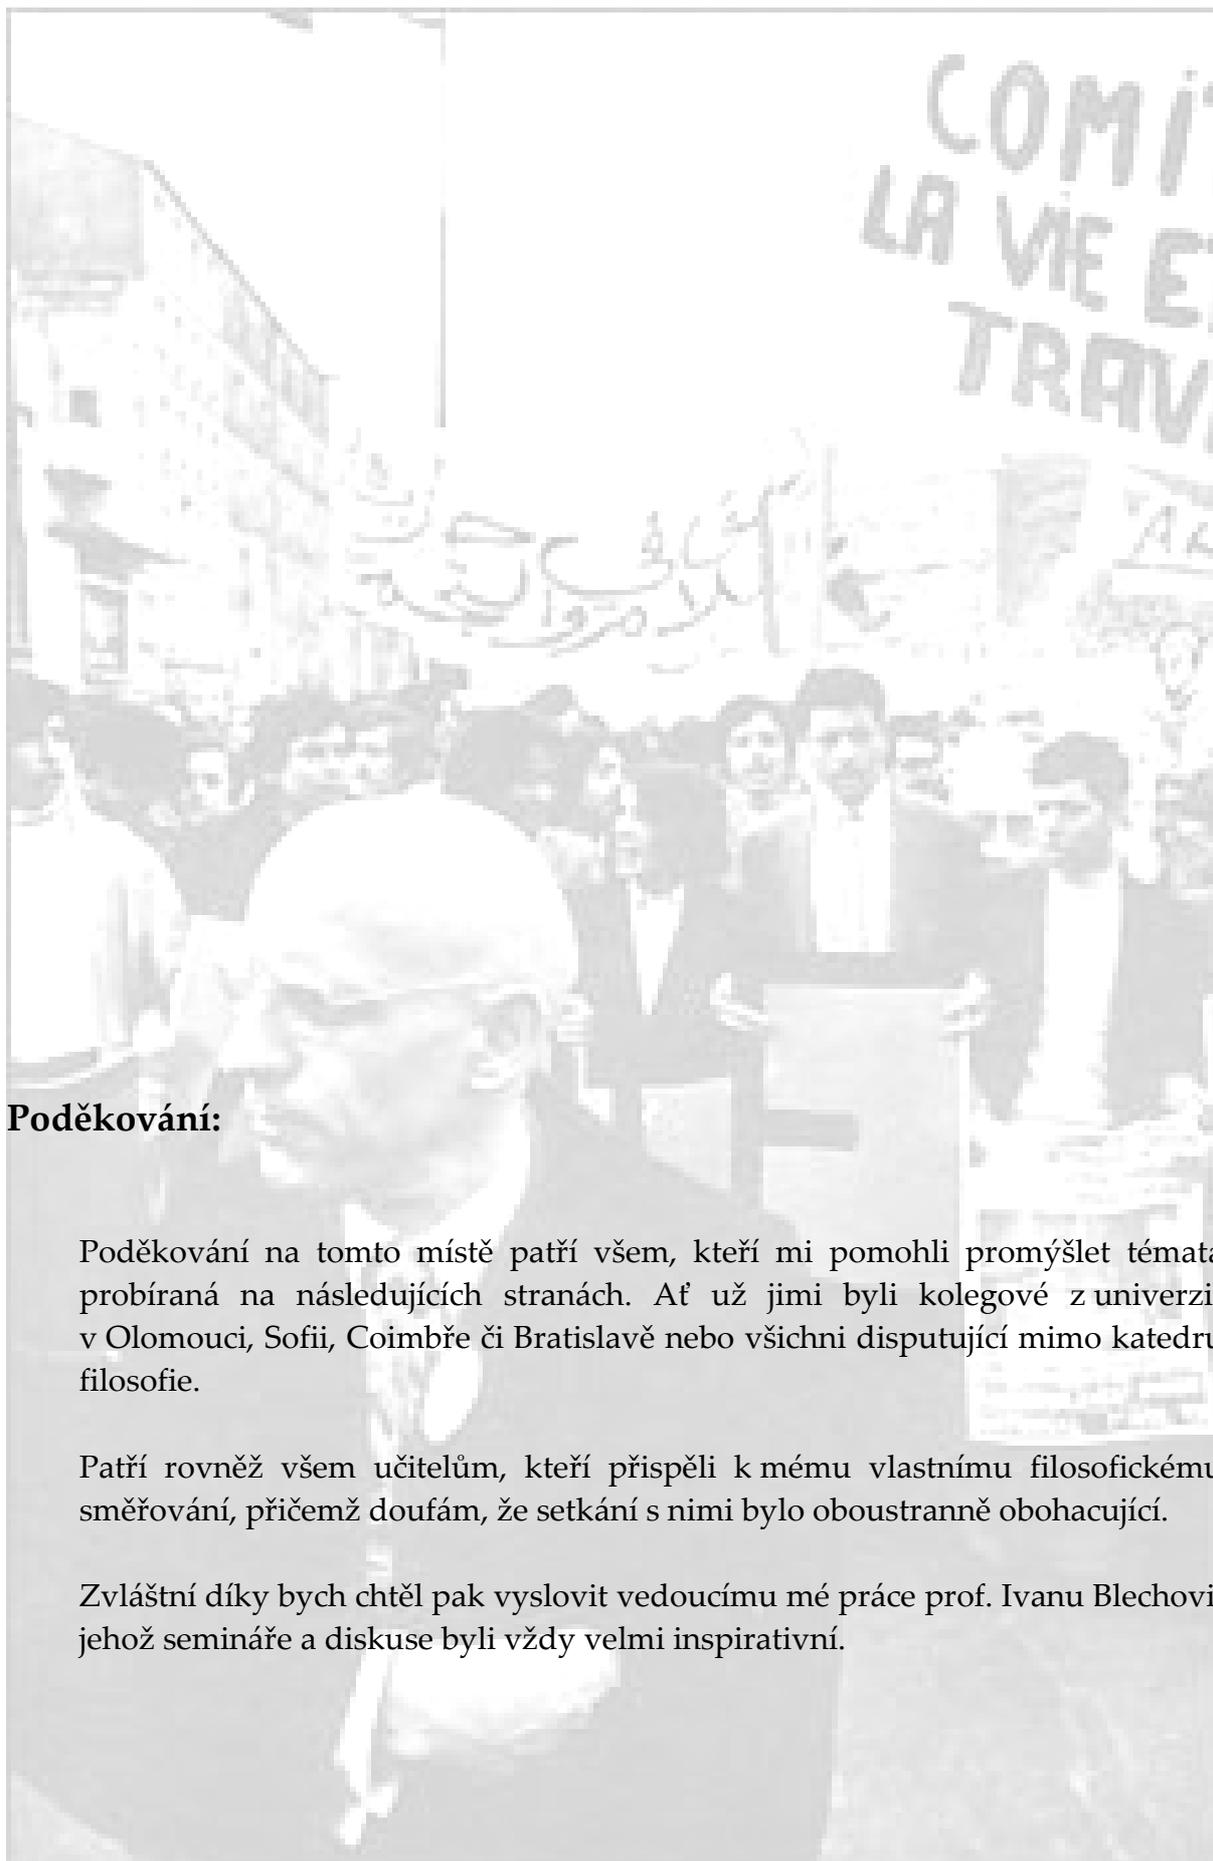 COMI
LA VIE E
TRAV
Poděkování:
Poděkování na tomto místě patří všem, kteří mi pomohli promýšlet témata
probíraná na následujících stranách. Ať už jimi byli kolegové z univerzi
v Olomouci, Sofii, Coimbře či Bratislavě nebo všichni disputující mimo katedru
filosofie.
Patří rovněž všem učitelům, kteří přispěli k mému vlastnímu filosofickému
směřování, přičemž doufám, že setkání s nimi bylo oboustranně obohacující.
Zvláštní díky bych chtěl pak vyslovit vedoucímu mé práce prof. Ivanu Blechovi
jehož semináře a diskuse byli vždy velmi inspirativní.